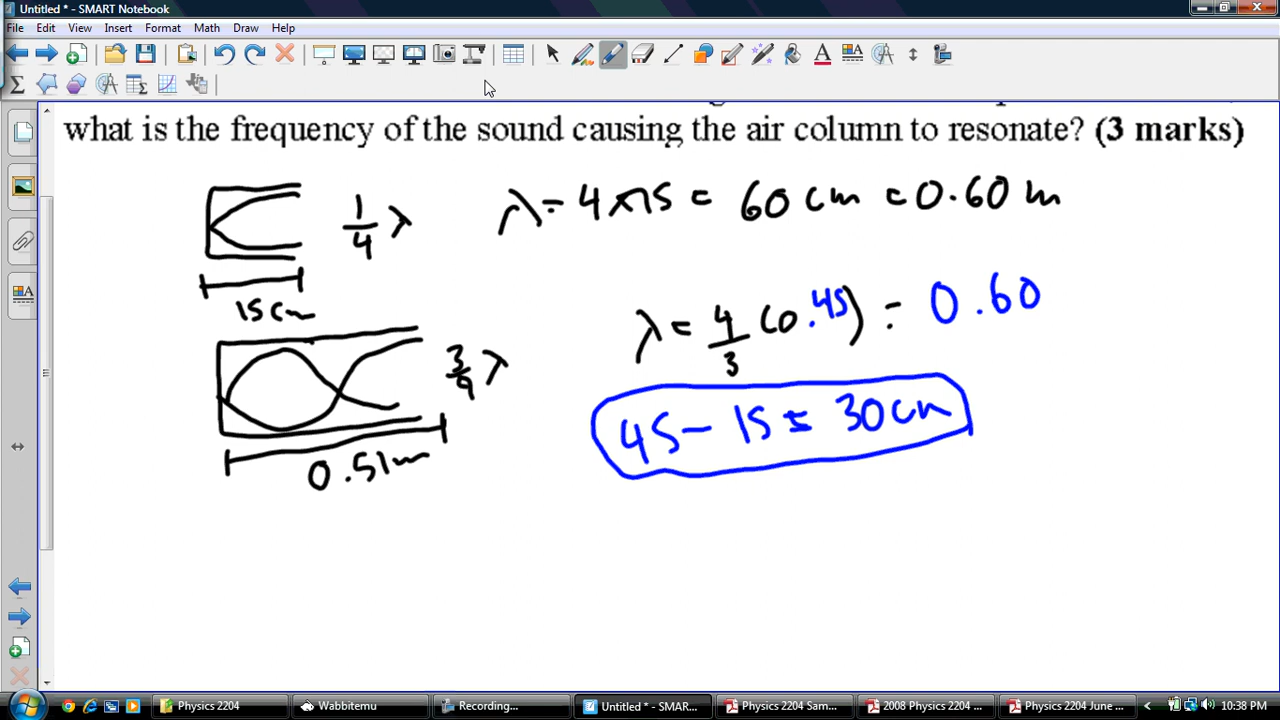 Untitled * - SMART Notebook
File Edit View Insert Format Math Draw Help
what is the frequency of the sound causing the air column to resonate? (3 marks)
1/4 λ
λ = 4 x 15 = 60 cm = 0.60 m
15 cm
λ = 4/3 (0.45) = 0.60
3/4 λ
45 - 15 = 30 cm
0.51 m
Physics 2204 Wabbitemu Recording... Untitled * - SMAR... Physics 2204 Sam... 2008 Physics 2204 ... Physics 2204 June ... 10:38 PM